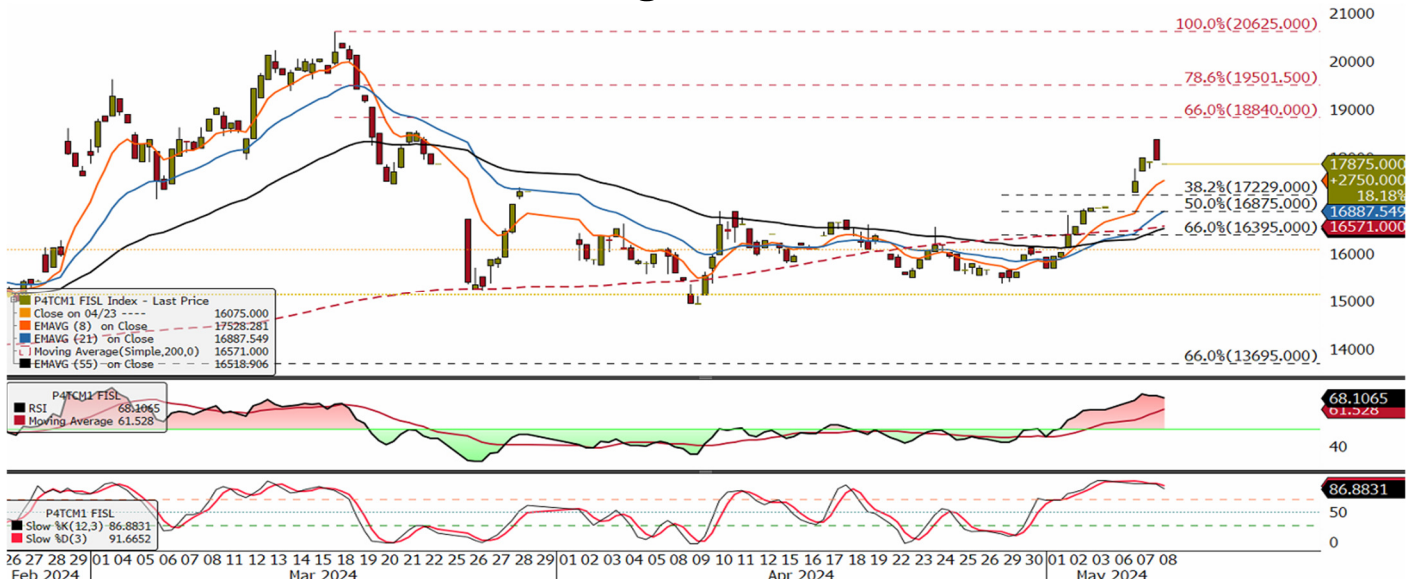 21000
100.0%(20625.000)
20000
78.6%(19501.500)
19000
66.0%(18840.000)
17875.000
+2750.000
18.18%
38.2%(17229.000)
50.0%(16875.000)
16887.549
66.0%(16395.000)
16571.000
16000
15000
14000
66.0%(13695.000)
P4TCM1 FISL Index - Last Price
Close on 04/23 ---- 16075.000
EMAVG (8) on Close 17528.281
EMAVG (21) on Close 16887.549
Moving Average(Simple,200,0) 16571.000
EMAVG (55) on Close 16518.906
P4TCM1 FISL
RSI 68.1065
Moving Average 61.528
68.1065
61.528
40
P4TCM1 FISL
Slow %K(12,3) 86.8831
Slow %D(3) 91.6652
86.8831
50
0
26 27 28 29 01 04 05 06 07 08 11 12 13 14 15 18 19 20 21 22 25 26 27 28 29 01 02 03 04 05 08 09 10 11 12 15 16 17 18 19 22 23 24 25 26 29 30 01 02 03 06 07 08
Feb 2024 Mar 2024 Apr 2024 May 2024